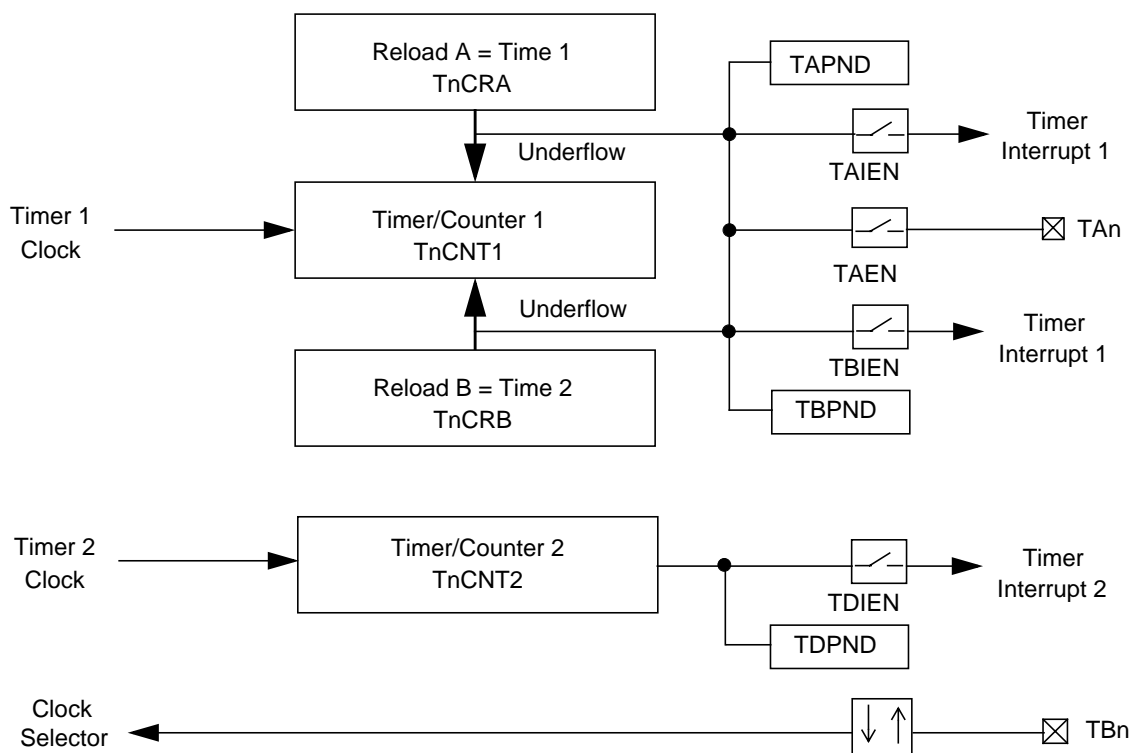 Reload A = Time 1
TnCRA
TAPND
Underflow
TAIEN
Timer
Interrupt 1
Timer 1
Clock
Timer/Counter 1
TnCNT1
TAEN
TAn
Underflow
TBIEN
Timer
Interrupt 1
Reload B = Time 2
TnCRB
TBPND
Timer 2
Clock
Timer/Counter 2
TnCNT2
TDIEN
Timer
Interrupt 2
TDPND
Clock
Selector
TBn